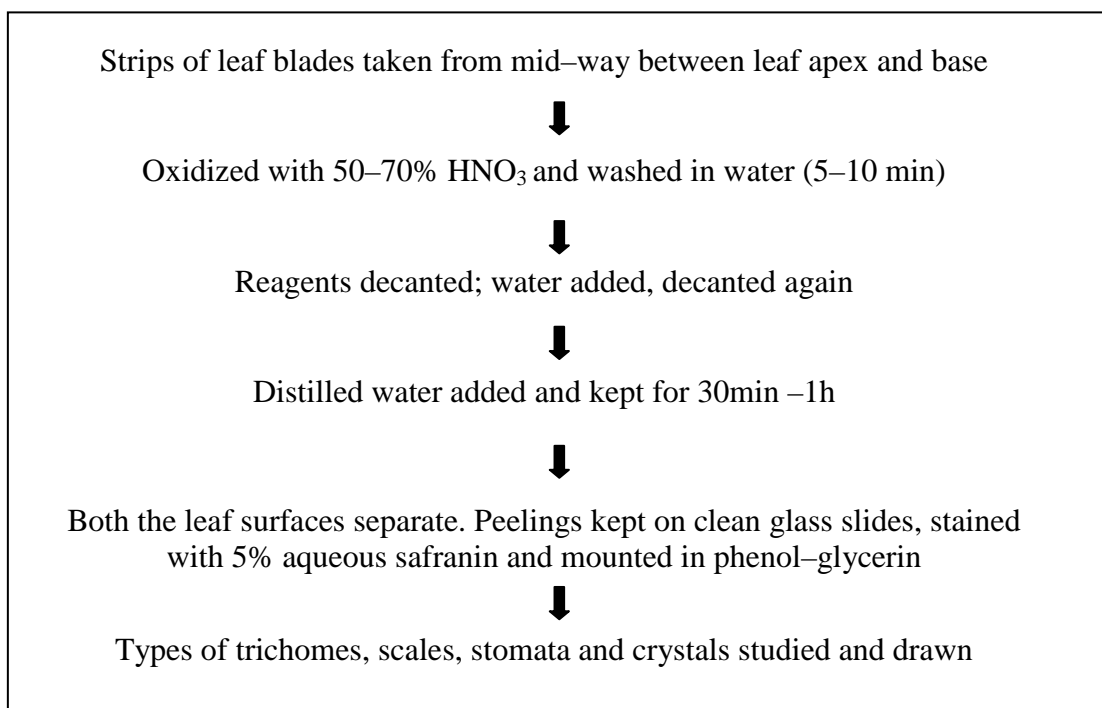 Strips of leaf blades taken from mid–way between leaf apex and base
Oxidized with 50–70% HNO₃ and washed in water (5–10 min)
Reagents decanted; water added, decanted again
Distilled water added and kept for 30min –1h
Both the leaf surfaces separate. Peelings kept on clean glass slides, stained
with 5% aqueous safranin and mounted in phenol–glycerin
Types of trichomes, scales, stomata and crystals studied and drawn